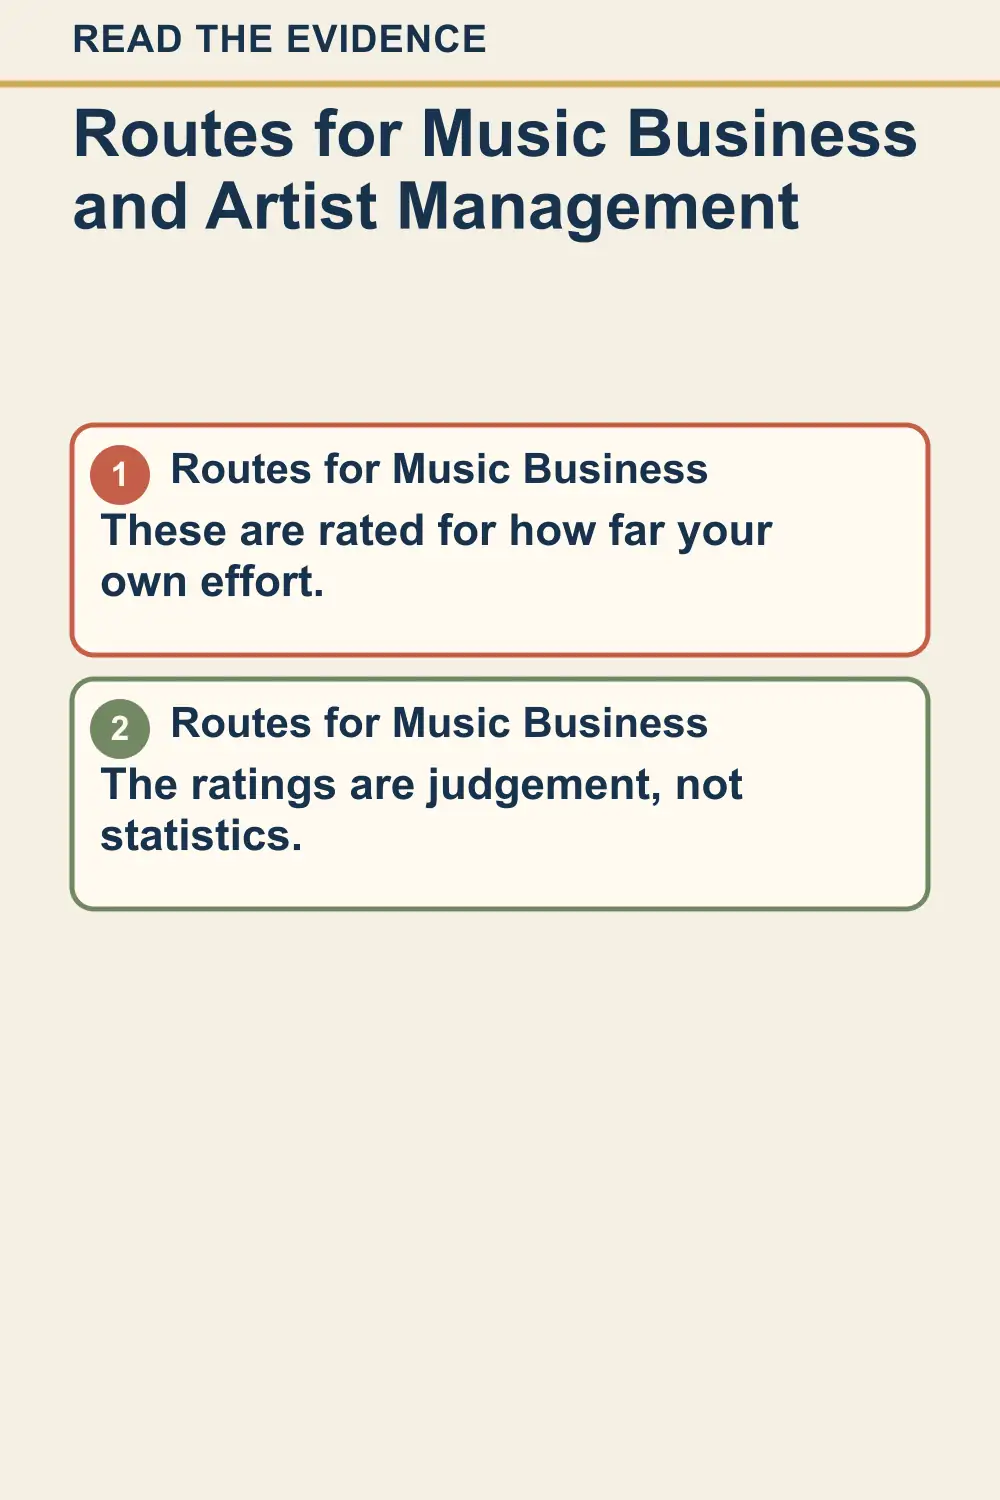 READ THE EVIDENCE
Routes for Music Business
and Artist Management
1 Routes for Music Business
These are rated for how far your
own effort.
2 Routes for Music Business
The ratings are judgement, not
statistics.